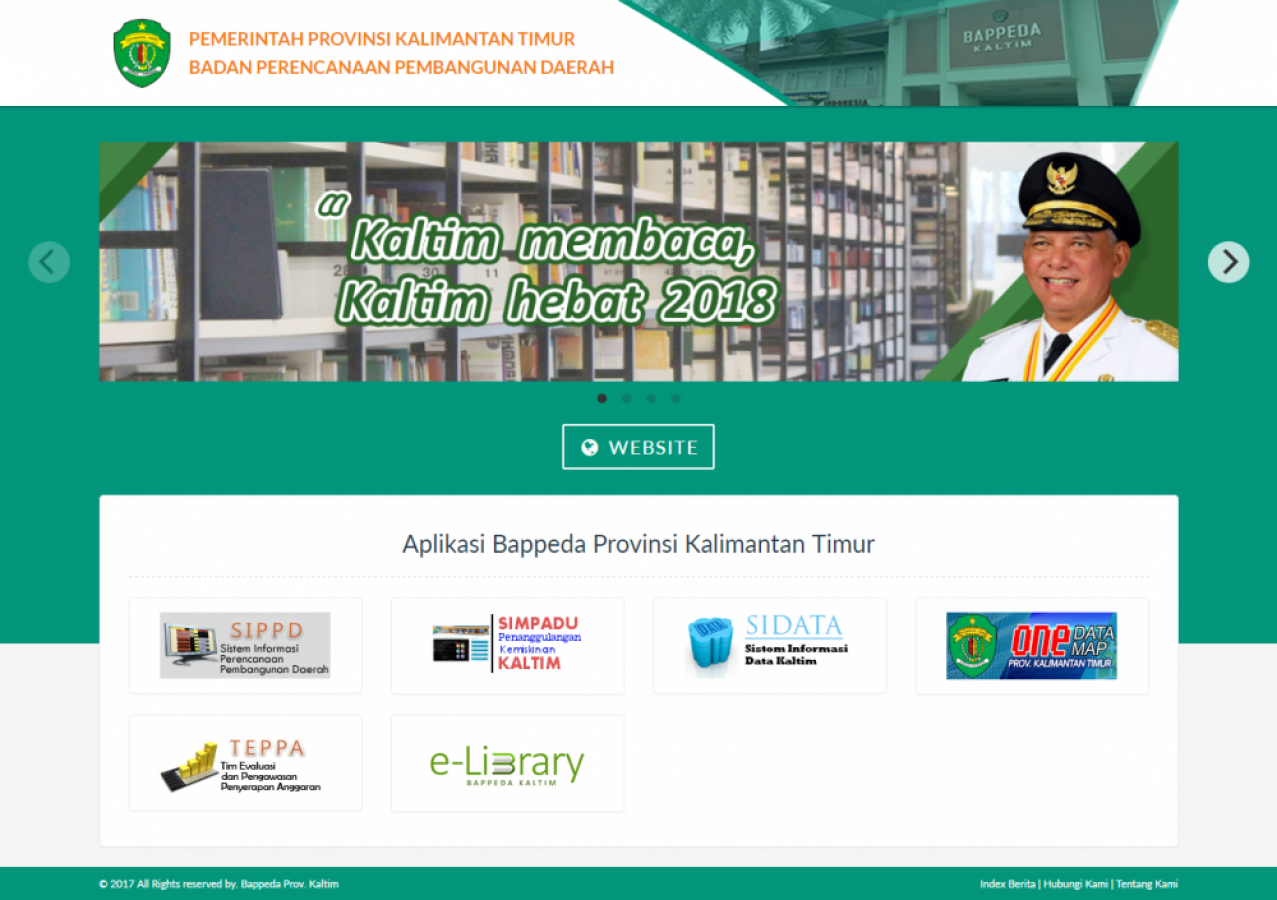 PEMERINTAH PROVINSI KALIMANTAN TIMUR
BADAN PERENCANAAN PEMBANGUNAN DAERAH
BAPPEDA
KALTIM
“Kaltim membaca,
Kaltim hebat 2018
WEBSITE
Aplikasi Bappeda Provinsi Kalimantan Timur
SIPPD
Sistem Informasi
Perencanaan
Pembangunan Daerah
SIMPADU
Penanggulangan
Kemiskinan
KALTIM
DATA
SIDATA
Sistem Informasi
Data Kaltim
one DATA
MAP
PROV. KALIMANTAN TIMUR
TEPPA
Tim Evaluasi
dan Pengawasan
Penyerapan Anggaran
e-Library
BAPPEDA KALTIM
© 2017 All Rights reserved by. Bappeda Prov. Kaltim
Index Berita | Hubungi Kami | Tentang Kami